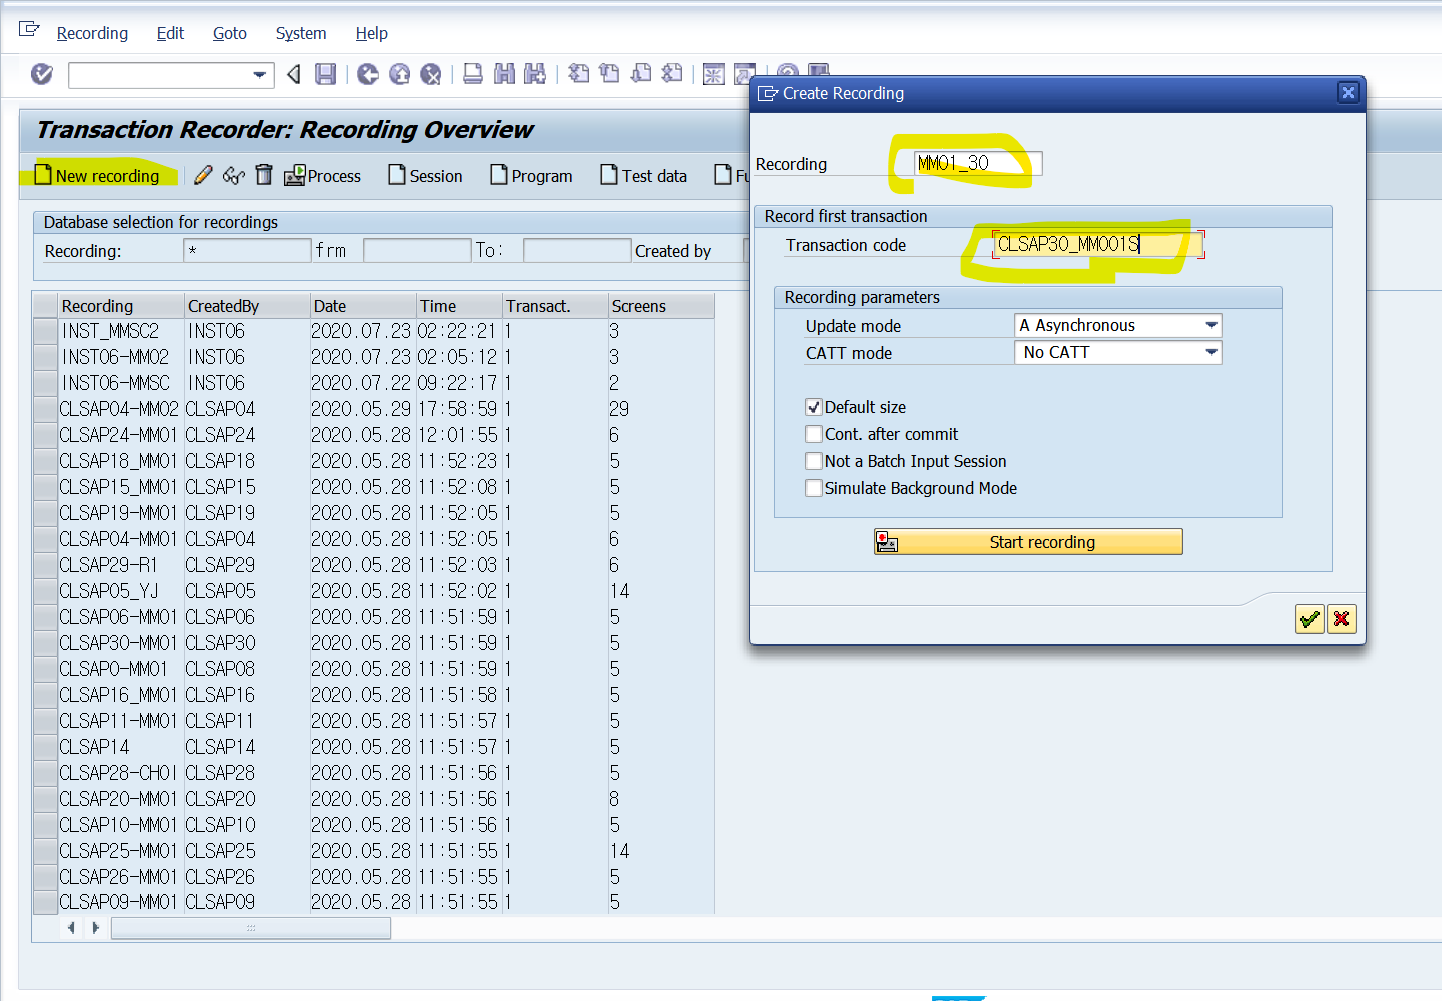 Recording Edit Goto System Help
Transaction Recorder: Recording Overview
New recording Process Session Program Test data
Database selection for recordings
Recording: * frm To: Created by
Recording CreatedBy Date Time Transact. Screens
INST_MMSC2 INST06 2020.07.23 02:22:21 1 3
INST06-MM02 INST06 2020.07.23 02:05:12 1 3
INST06-MMSC INST06 2020.07.22 09:22:17 1 2
CLSAP04-MM02 CLSAP04 2020.05.29 17:58:59 1 29
CLSAP24-MM01 CLSAP24 2020.05.28 12:01:55 1 6
CLSAP18_MM01 CLSAP18 2020.05.28 11:52:23 1 5
CLSAP15_MM01 CLSAP15 2020.05.28 11:52:08 1 5
CLSAP19-MM01 CLSAP19 2020.05.28 11:52:05 1 5
CLSAP04-MM01 CLSAP04 2020.05.28 11:52:05 1 6
CLSAP29-R1 CLSAP29 2020.05.28 11:52:03 1 6
CLSAP05_YJ CLSAP05 2020.05.28 11:52:02 1 14
CLSAP06-MM01 CLSAP06 2020.05.28 11:51:59 1 5
CLSAP30-MM01 CLSAP30 2020.05.28 11:51:59 1 5
CLSAP0-MM01 CLSAP08 2020.05.28 11:51:59 1 5
CLSAP16_MM01 CLSAP16 2020.05.28 11:51:58 1 5
CLSAP11-MM01 CLSAP11 2020.05.28 11:51:57 1 5
CLSAP14 CLSAP14 2020.05.28 11:51:57 1 5
CLSAP28-CHOI CLSAP28 2020.05.28 11:51:56 1 5
CLSAP20-MM01 CLSAP20 2020.05.28 11:51:56 1 8
CLSAP10-MM01 CLSAP10 2020.05.28 11:51:56 1 5
CLSAP25-MM01 CLSAP25 2020.05.28 11:51:55 1 14
CLSAP26-MM01 CLSAP26 2020.05.28 11:51:55 1 5
CLSAP09-MM01 CLSAP09 2020.05.28 11:51:55 1 5
Create Recording
Recording MM01_30
Record first transaction
Transaction code CLSAP30_MM001S
Recording parameters
Update mode A Asynchronous
CATT mode No CATT
Default size
Cont. after commit
Not a Batch Input Session
Simulate Background Mode
Start recording